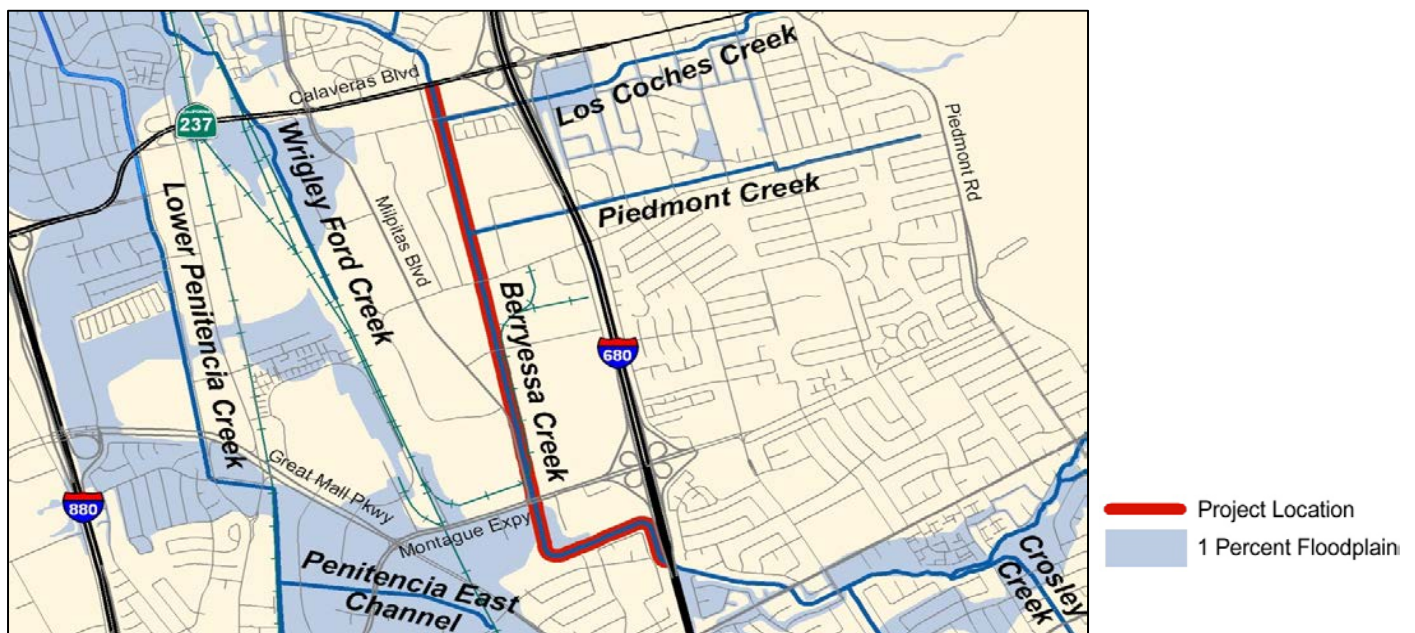 Calaveras Blvd
237
CALIFORNIA
Los Coches Creek
Wrigley Ford Creek
Piedmont Rd
Lower Penitencia Creek
Milpitas Blvd
Piedmont Creek
Berryessa Creek
680
880
Great Mall Pkwy
Montague Expy
Penitencia East
Channel
Crosley
Creek
Project Location
1 Percent Floodplain